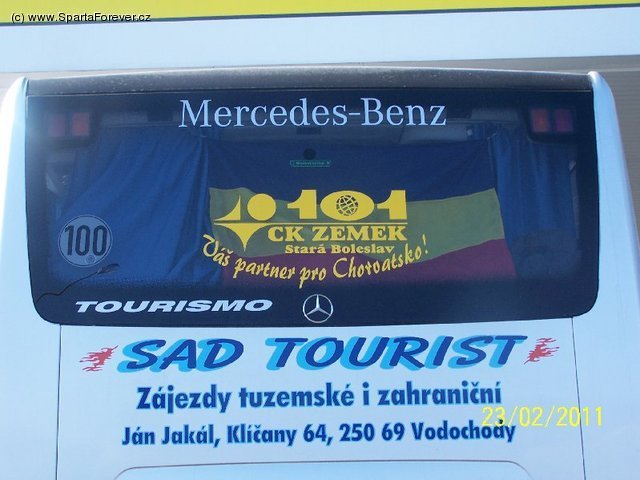 (c) www.SpartaForever.cz
Mercedes-Benz
101
CK ZEMEK
Stará Boleslav
Váš partner pro Chorvatsko!
100
TOURISMO
SAD TOURIST
Zájezdy tuzemské i zahraniční
23/02/2011
Ján Jakál, Klíčany 64, 250 69 Vodochody